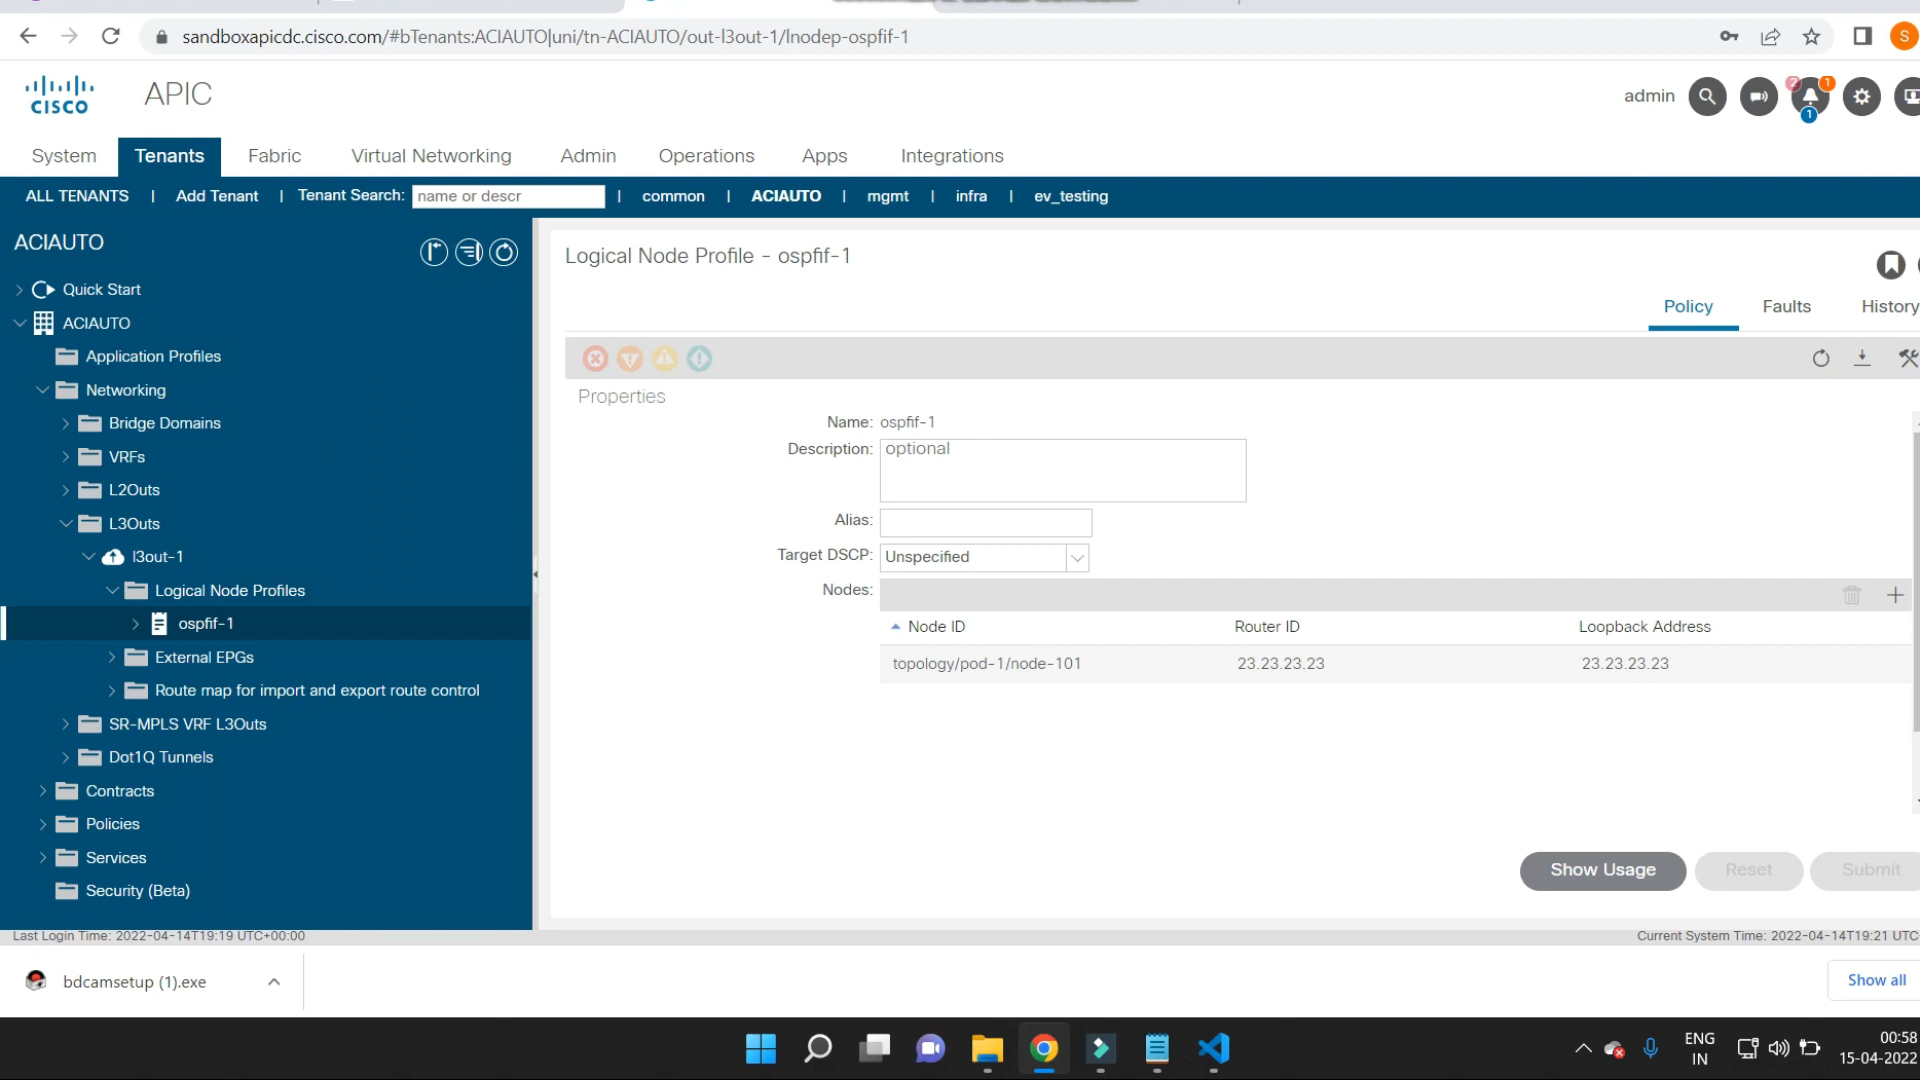 sandboxapicdc.cisco.com/#bTenants:ACIAUTO|uni/tn-ACIAUTO/out-l3out-1/lnodep-ospfif-1
S
CISCO
APIC
admin
2
1
1
System
Tenants
Fabric
Virtual Networking
Admin
Operations
Apps
Integrations
ALL TENANTS | Add Tenant | Tenant Search: name or descr | common | ACIAUTO | mgmt | infra | ev_testing
ACIAUTO
Quick Start
ACIAUTO
Application Profiles
Networking
Bridge Domains
VRFs
L2Outs
L3Outs
l3out-1
Logical Node Profiles
ospfif-1
External EPGs
Route map for import and export route control
SR-MPLS VRF L3Outs
Dot1Q Tunnels
Contracts
Policies
Services
Security (Beta)
Logical Node Profile - ospfif-1
Policy
Faults
History
Properties
Name: ospfif-1
Description: optional
Alias:
Target DSCP: Unspecified
Nodes:
Node ID Router ID Loopback Address
topology/pod-1/node-101 23.23.23.23 23.23.23.23
Show Usage
Reset
Submit
Last Login Time: 2022-04-14T19:19 UTC+00:00
Current System Time: 2022-04-14T19:21 UTC
bdcamsetup (1).exe
Show all
ENG
IN
00:58
15-04-2022